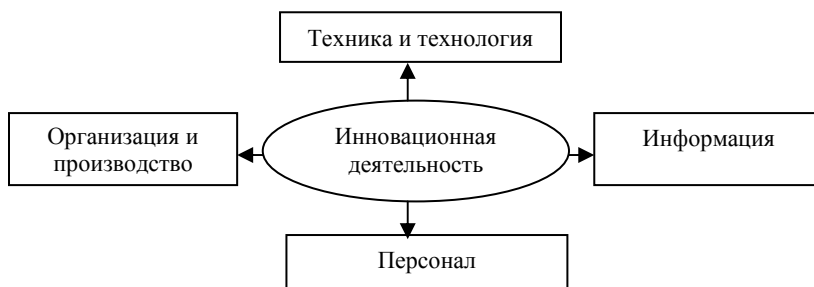 Техника и технология
Организация и
производство
Инновационная
деятельность
Информация
Персонал